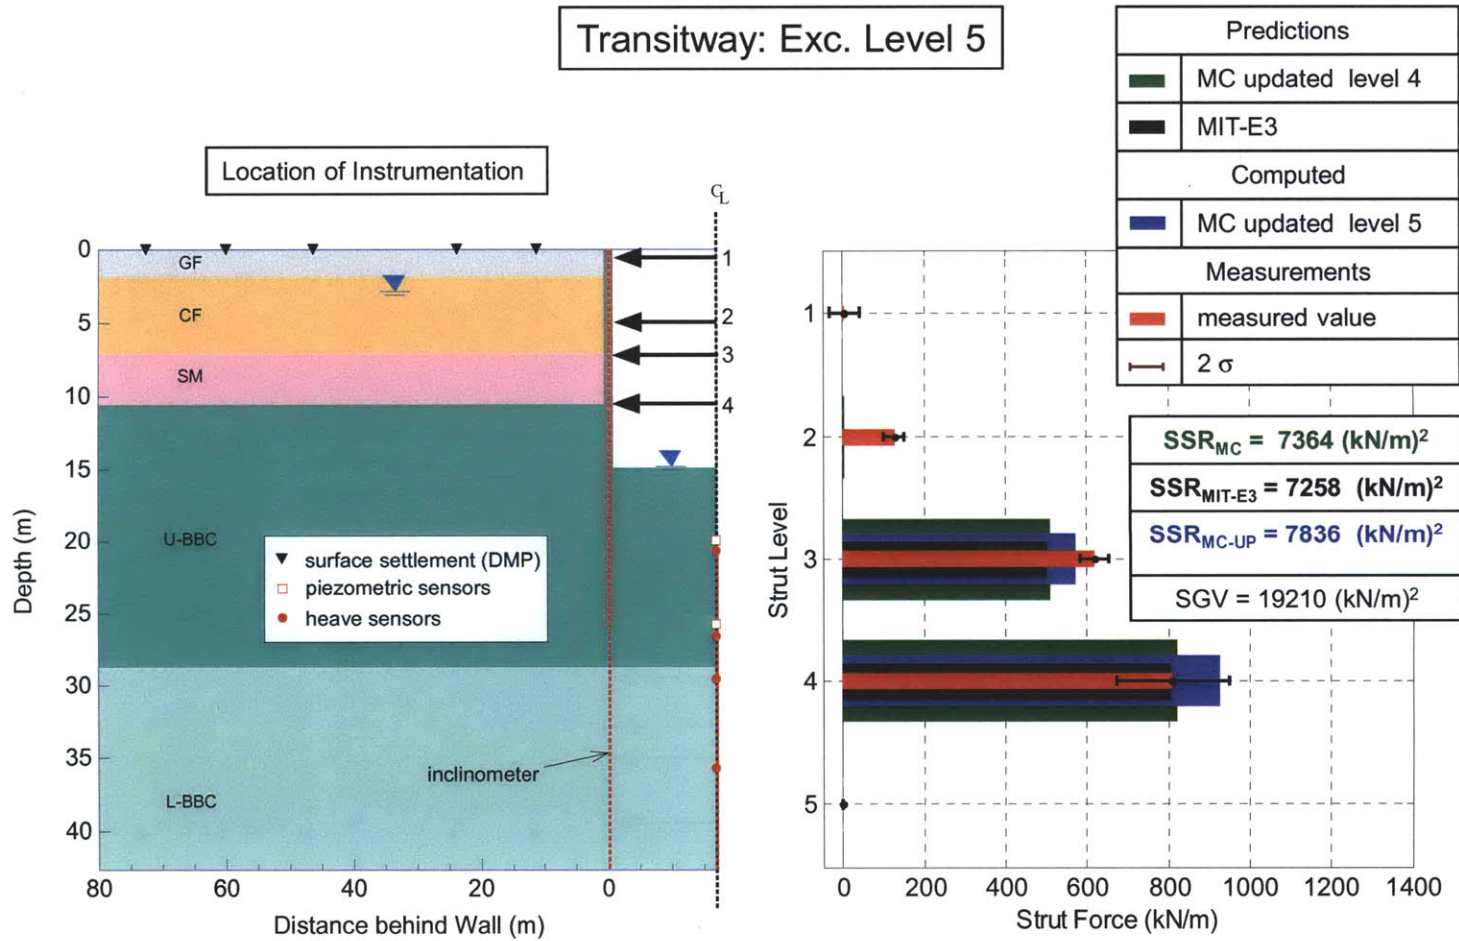 Transitway: Exc. Level 5
Predictions
MC updated level 4
MIT-E3
Computed
MC updated level 5
Measurements
measured value
2 σ
Location of Instrumentation
CL
0
5
10
15
20
25
30
35
40
Depth (m)
GF
CF
SM
U-BBC
L-BBC
1
2
3
4
surface settlement (DMP)
piezometric sensors
heave sensors
inclinometer
80
60
40
20
0
Distance behind Wall (m)
Strut Level
1
2
3
4
5
SSRMC = 7364 (kN/m)2
SSRMIT-E3 = 7258 (kN/m)2
SSRMC-UP = 7836 (kN/m)2
SGV = 19210 (kN/m)2
0
200
400
600
800
1000
1200
1400
Strut Force (kN/m)